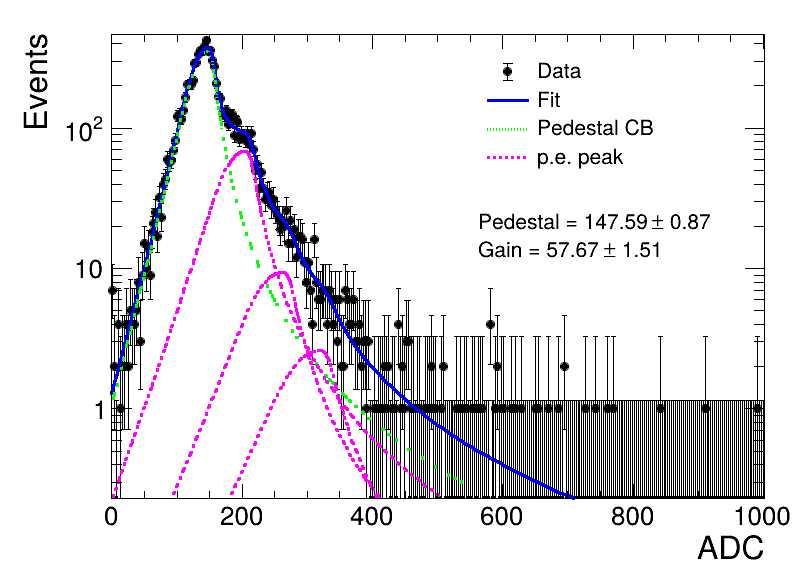 Events
10²
10
1
Data
Fit
Pedestal CB
p.e. peak
Pedestal = 147.59 ± 0.87
Gain = 57.67 ± 1.51
0 200 400 600 800 1000
ADC